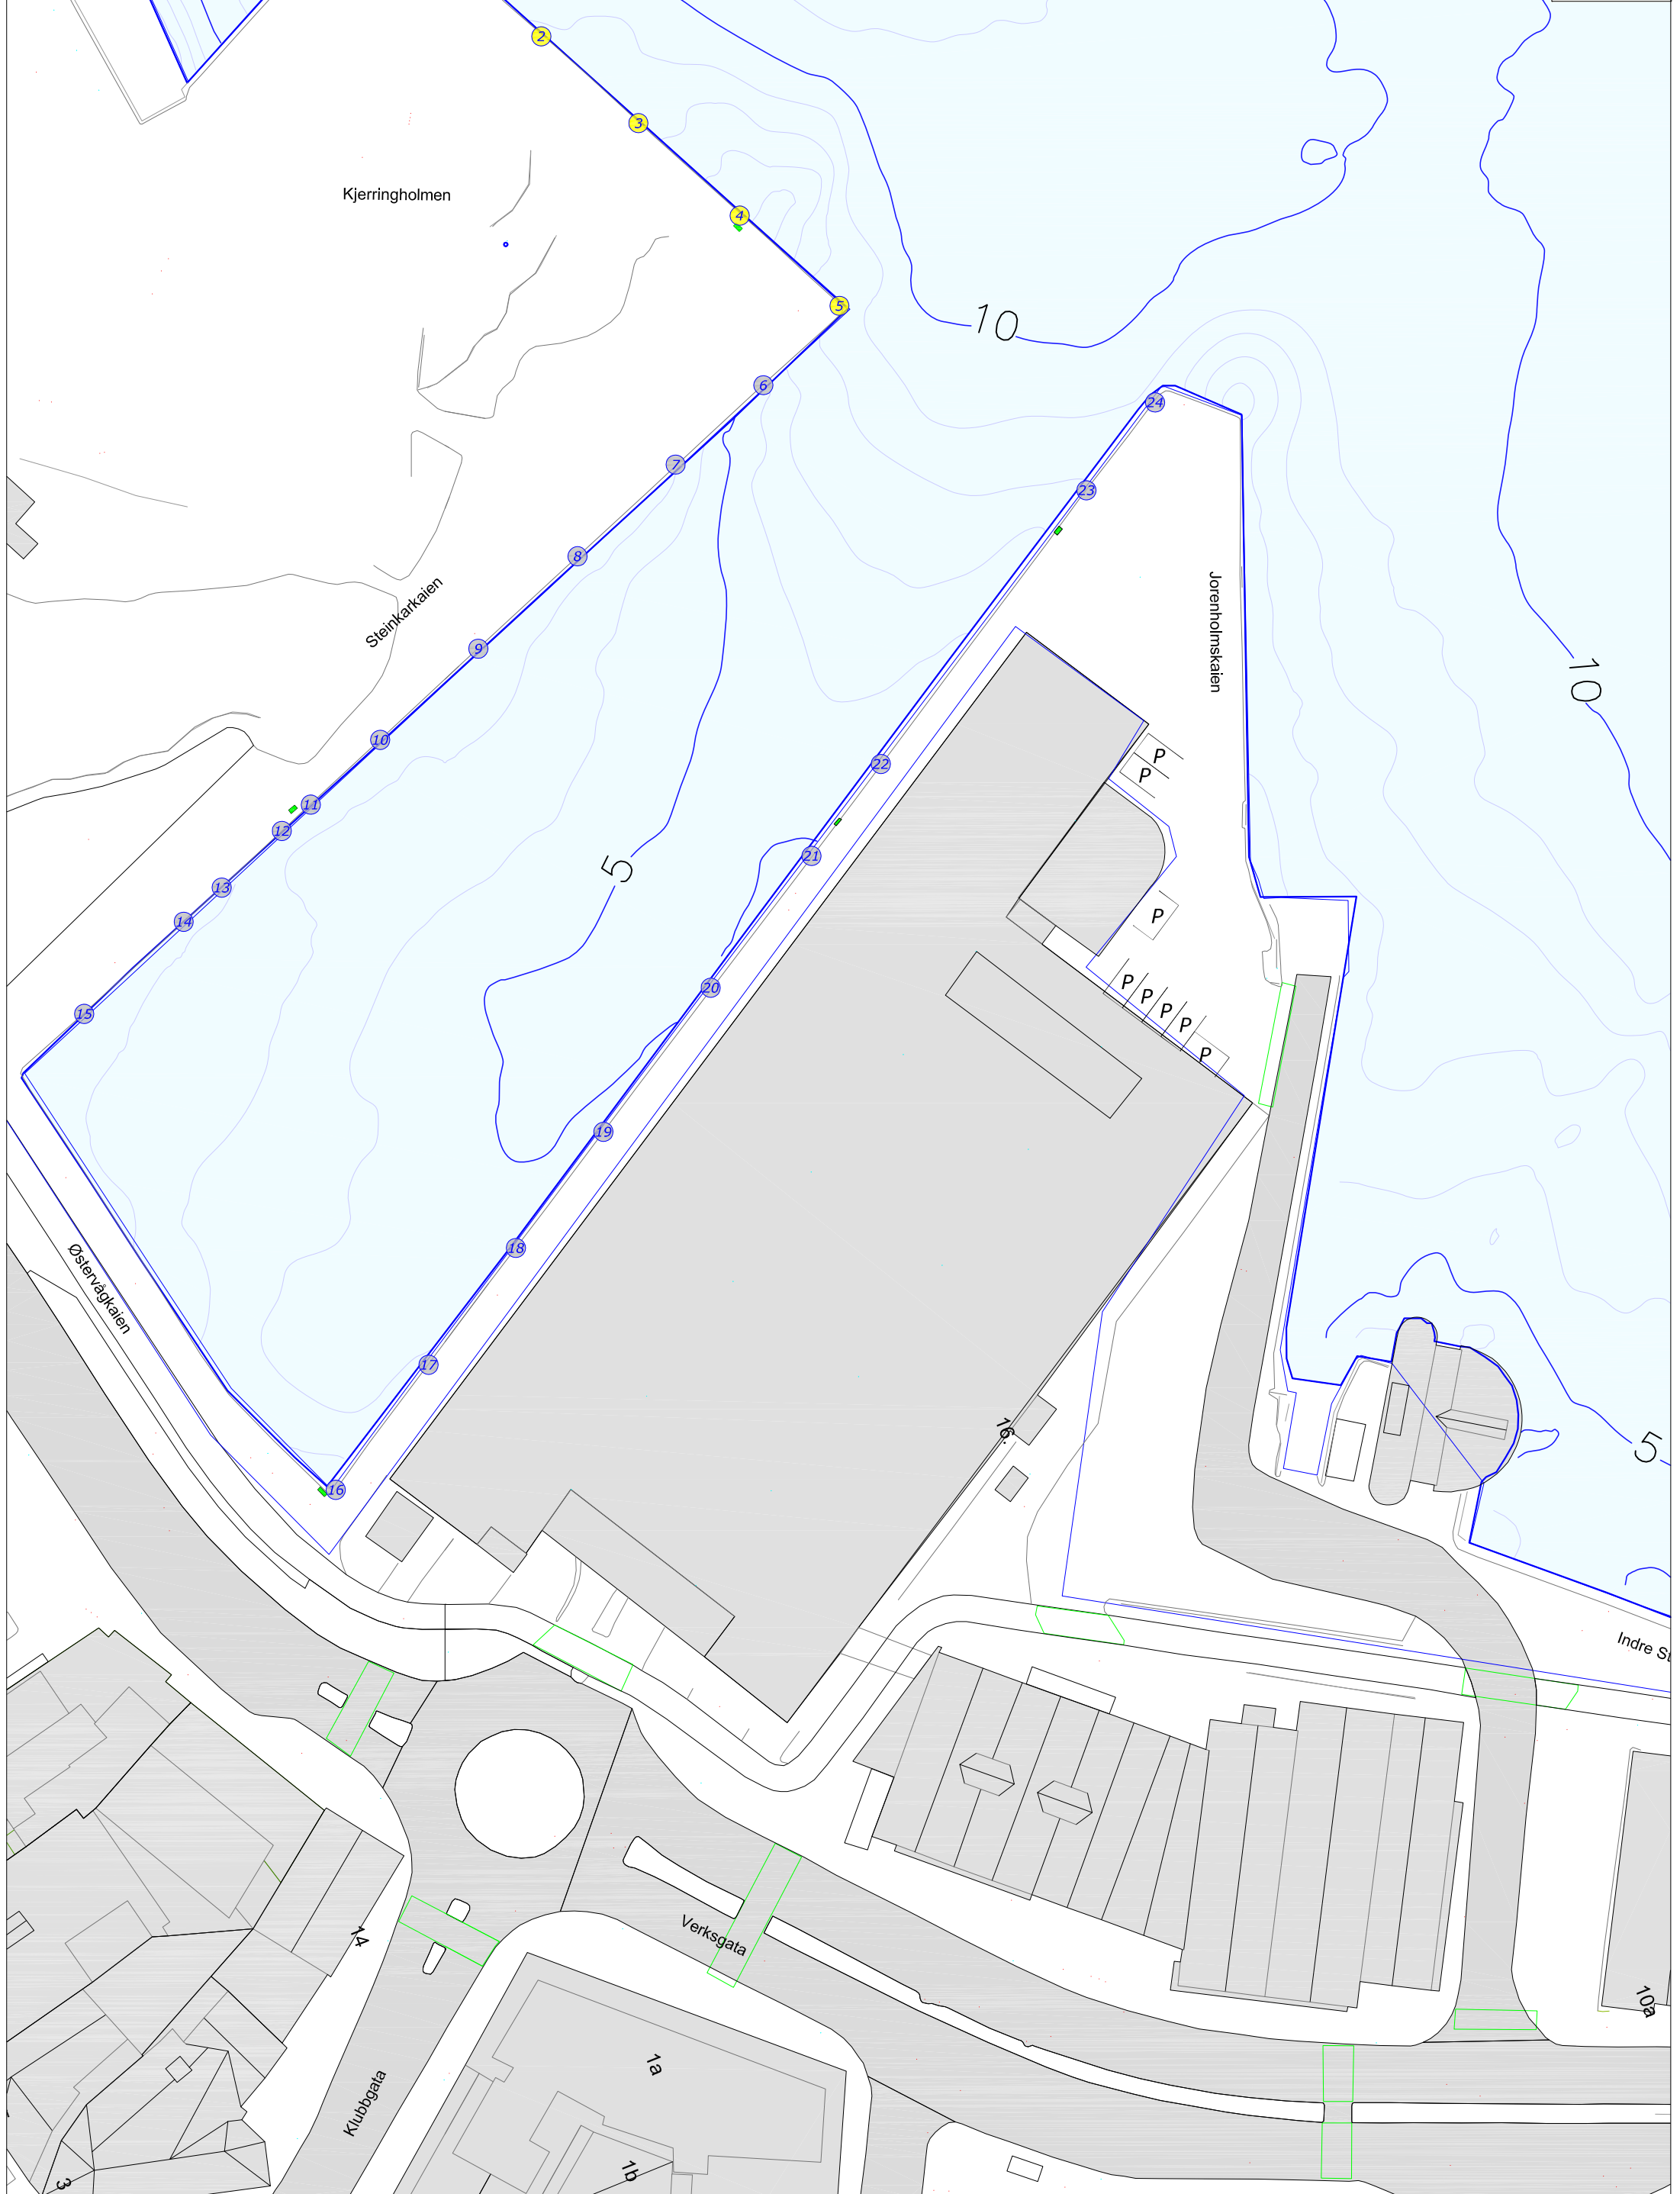 2
3
Kjerringholmen
4
5
10
6
24
7
23
8
Steinkarkaien
Jorenholmskaien
9
10
10
22
P
P
11
12
21
5
13
14
P
20
P
P
P
P
15
P
19
18
Østervågkaien
17
16.
5
16
Indre
14
Verksgata
10a
1a
Klubbgata
1b
3